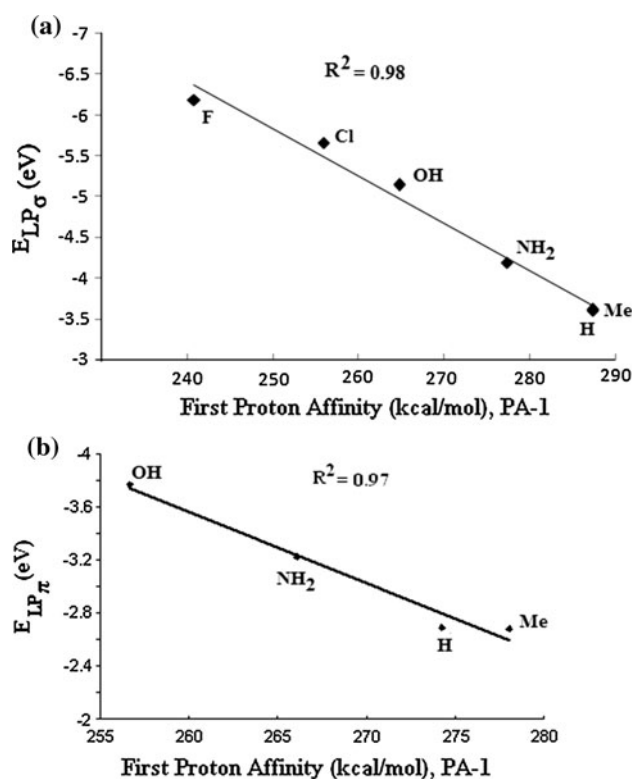 (a)
-6.5
R² = 0.98
-6
F
Cl
-5.5
OH
-5
E_LPσ (eV)
-4.5
NH₂
-4
-3.5
Me
H
-3
240 250 260 270 280 290
First Proton Affinity (kcal/mol), PA-1
(b)
-4
OH
R² = 0.97
-3.6
E_LPπ (eV)
-3.2
NH₂
-2.8
Me
H
-2.4
-2
255 260 265 270 275 280
First Proton Affinity (kcal/mol), PA-1